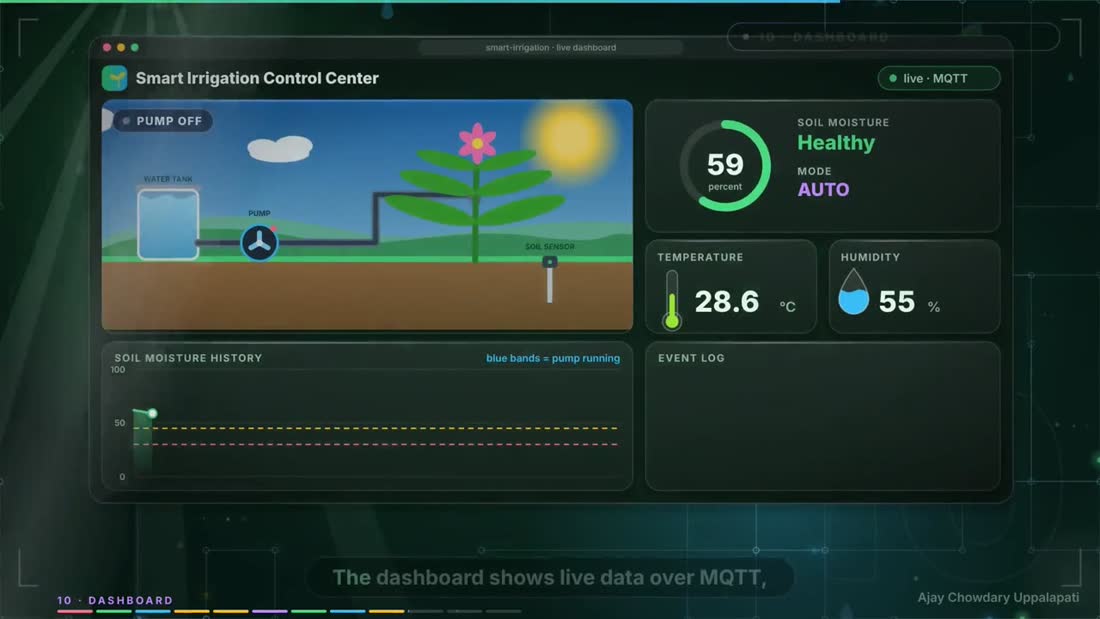 10 · DASHBOARD
smart-irrigation · live dashboard
Smart Irrigation Control Center
live · MQTT
PUMP OFF
WATER TANK
PUMP
SOIL SENSOR
59
percent
SOIL MOISTURE
Healthy
MODE
AUTO
TEMPERATURE
28.6 °C
HUMIDITY
55 %
SOIL MOISTURE HISTORY
blue bands = pump running
100
50
0
EVENT LOG
The dashboard shows live data over MQTT,
10 · DASHBOARD
Ajay Chowdary Uppalapati